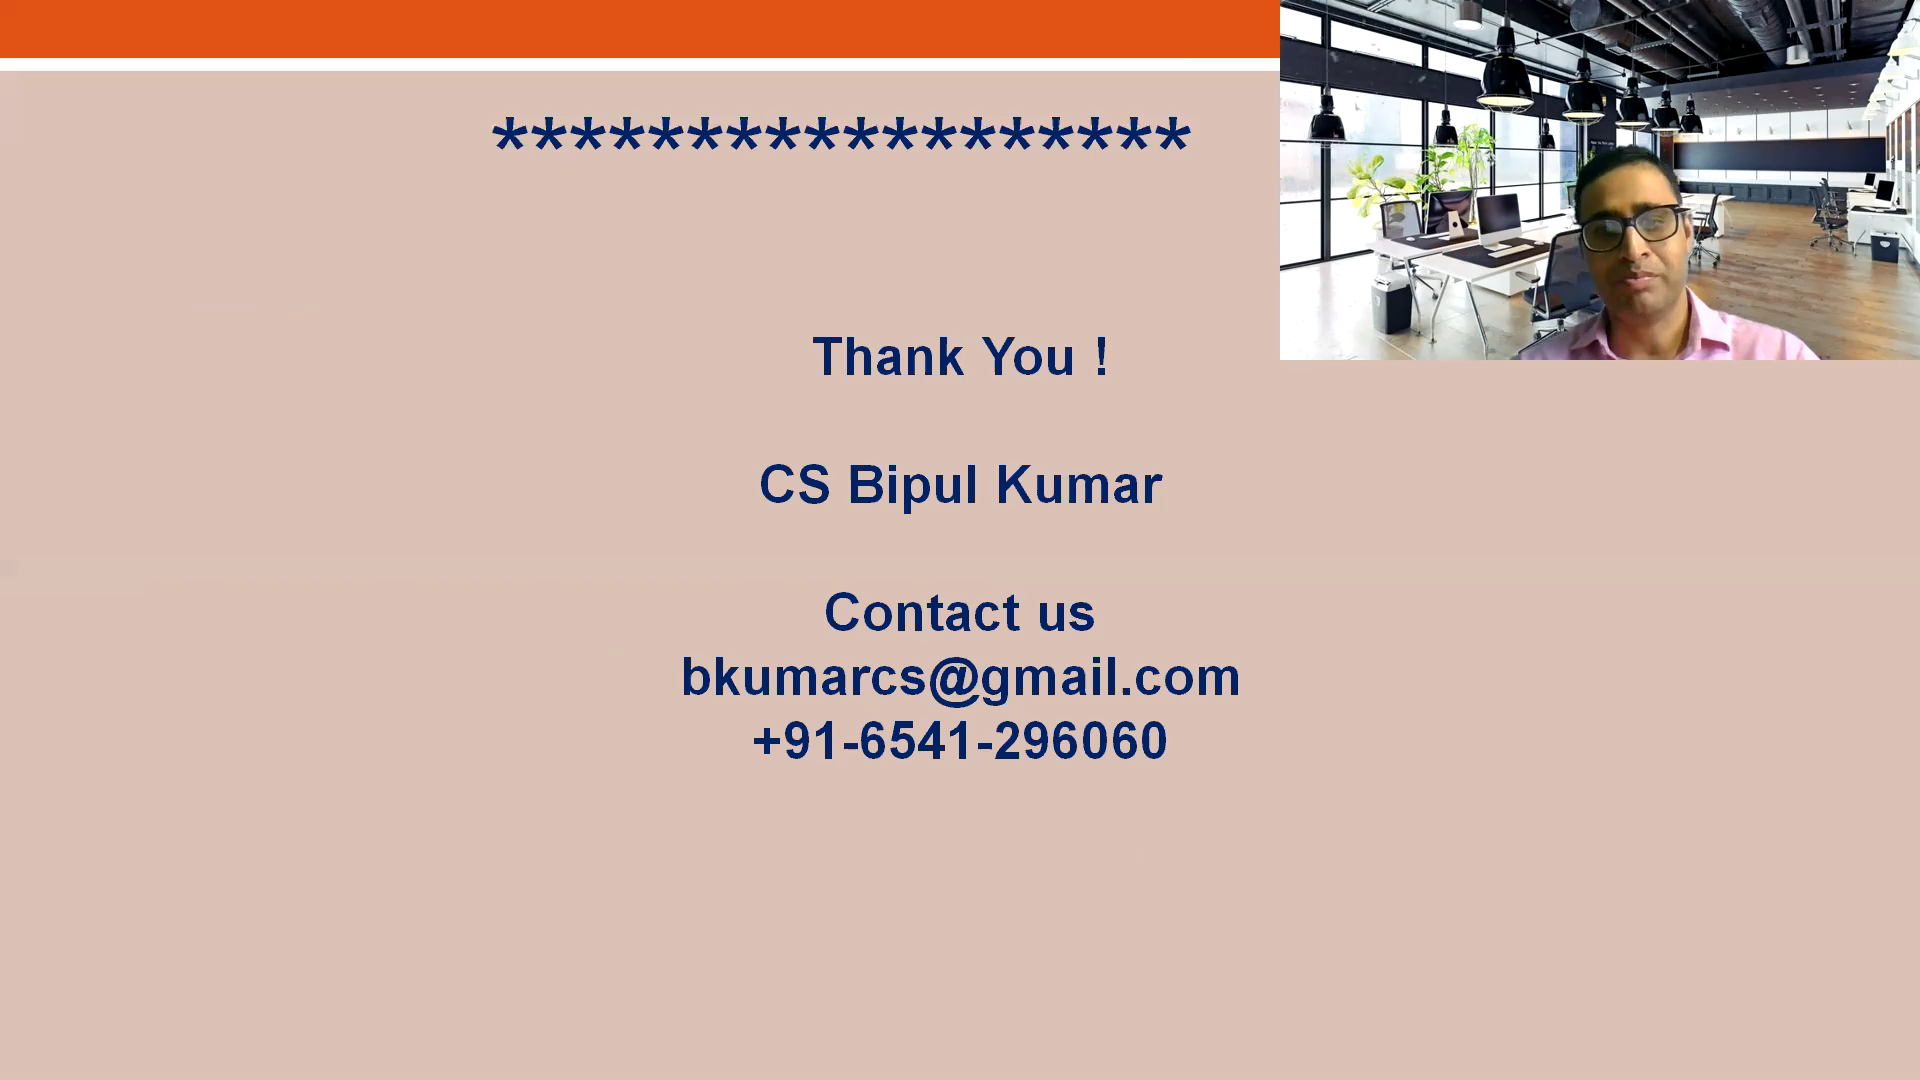 ******************
Thank You !
CS Bipul Kumar
Contact us
bkumarcs@gmail.com
+91-6541-296060